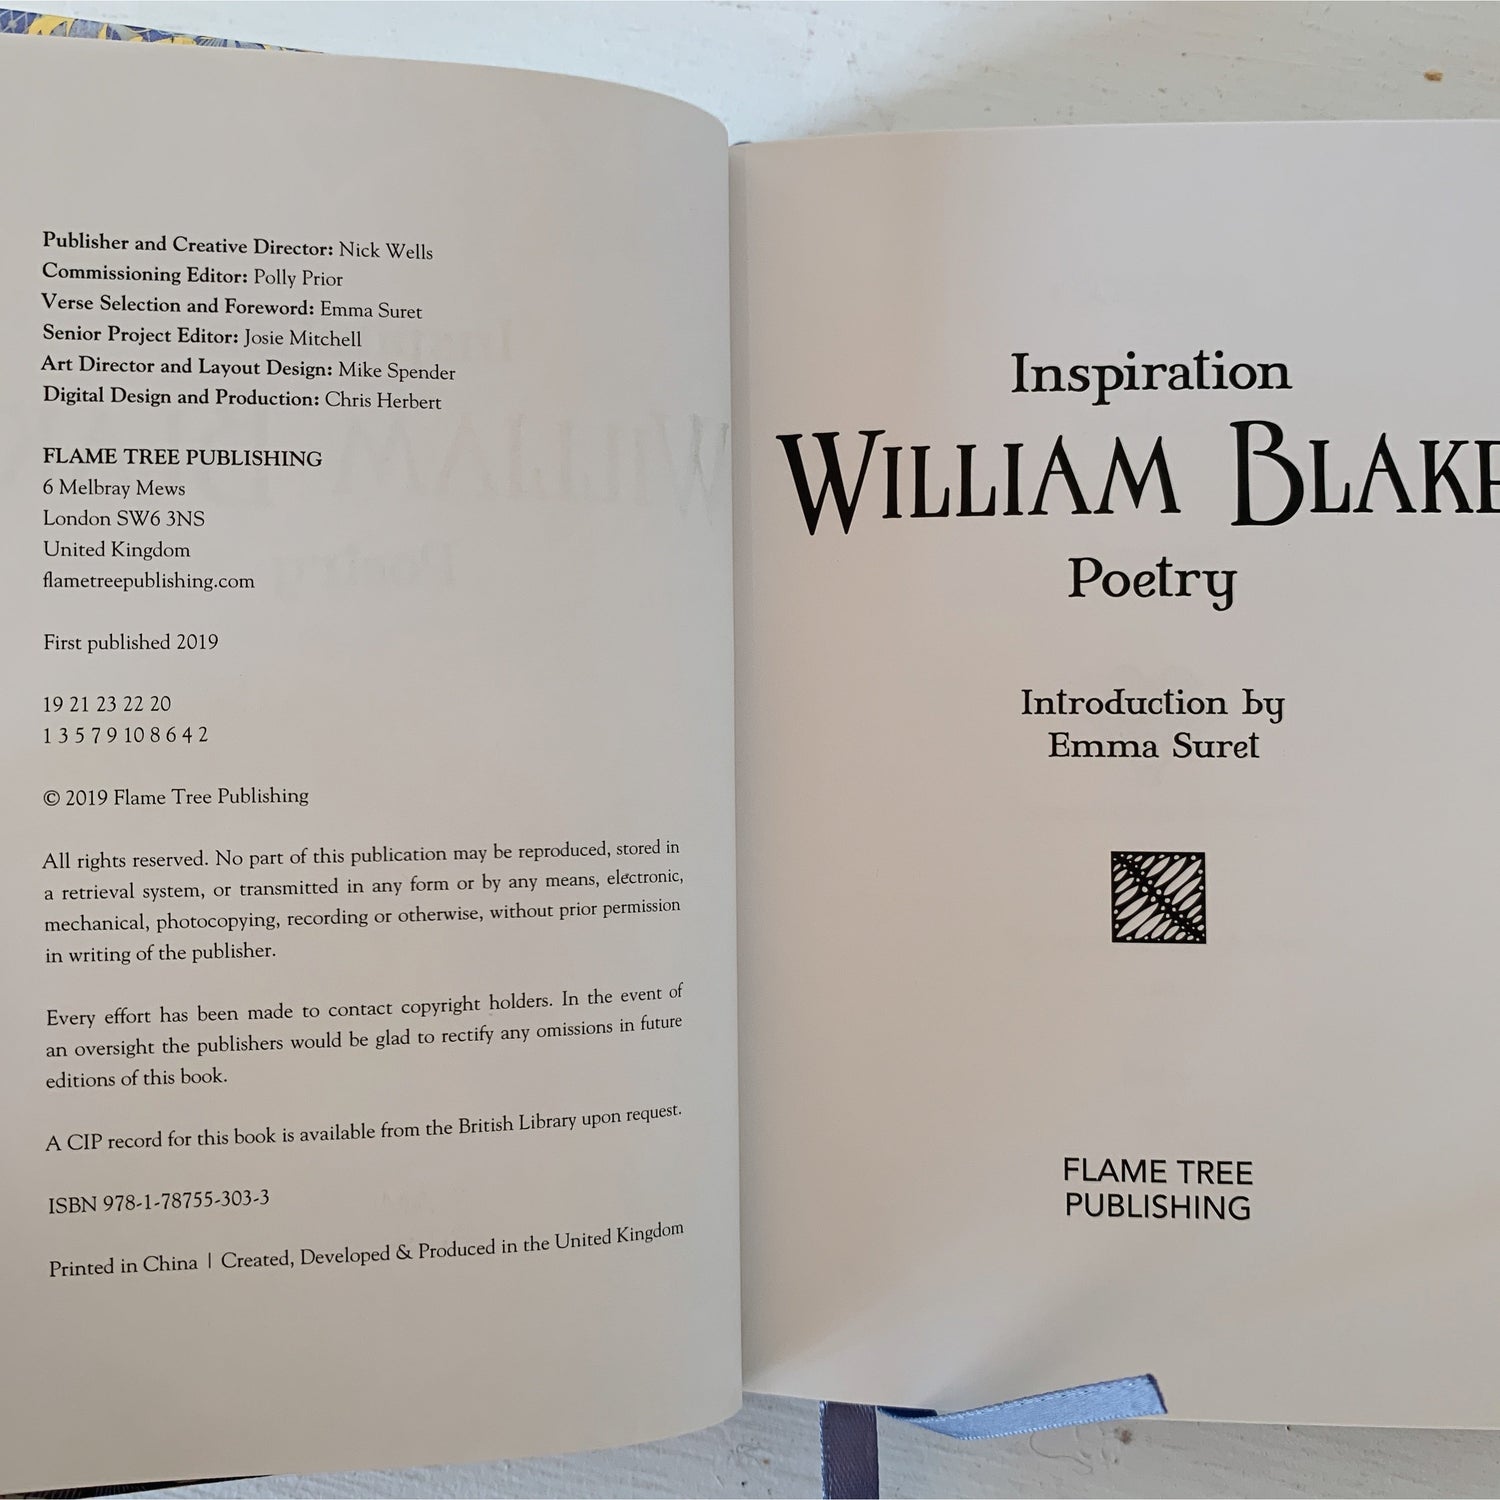 Publisher and Creative Director: Nick Wells
Commissioning Editor: Polly Prior
Verse Selection and Foreword: Emma Suret
Senior Project Editor: Josie Mitchell
Art Director and Layout Design: Mike Spender
Digital Design and Production: Chris Herbert
FLAME TREE PUBLISHING
6 Melbray Mews
London SW6 3NS
United Kingdom
flametreepublishing.com
First published 2019
19 21 23 22 20
1 3 5 7 9 10 8 6 4 2
© 2019 Flame Tree Publishing
All rights reserved. No part of this publication may be reproduced, stored in
a retrieval system, or transmitted in any form or by any means, electronic,
mechanical, photocopying, recording or otherwise, without prior permission
in writing of the publisher.
Every effort has been made to contact copyright holders. In the event of
an oversight the publishers would be glad to rectify any omissions in future
editions of this book.
A CIP record for this book is available from the British Library upon request.
ISBN 978-1-78755-303-3
Printed in China | Created, Developed & Produced in the United Kingdom
Inspiration
WILLIAM BLAKE
Poetry
Introduction by
Emma Suret
FLAME TREE
PUBLISHING